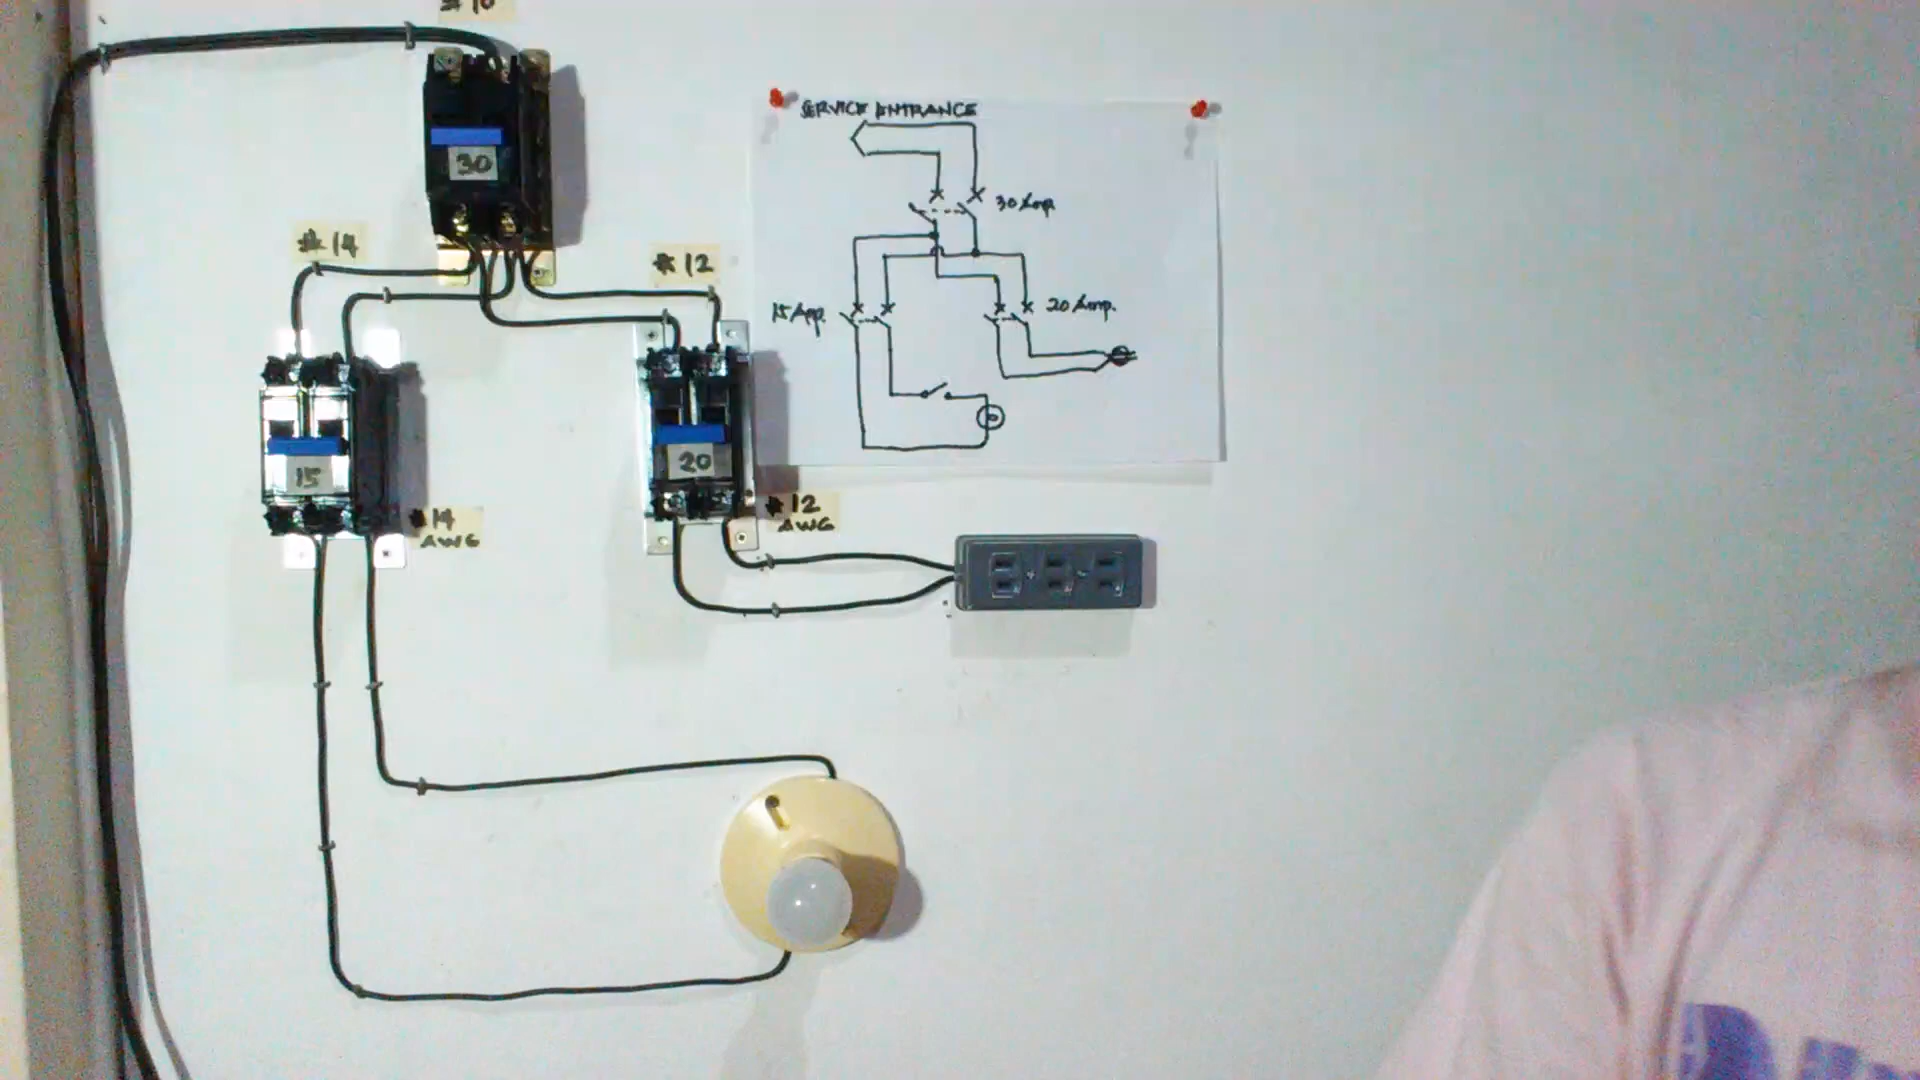 #10
30
#14
#12
15
20
#14
AWG
#12
AWG
SERVICE ENTRANCE
30 Amp
15 Amp.
20 Amp.